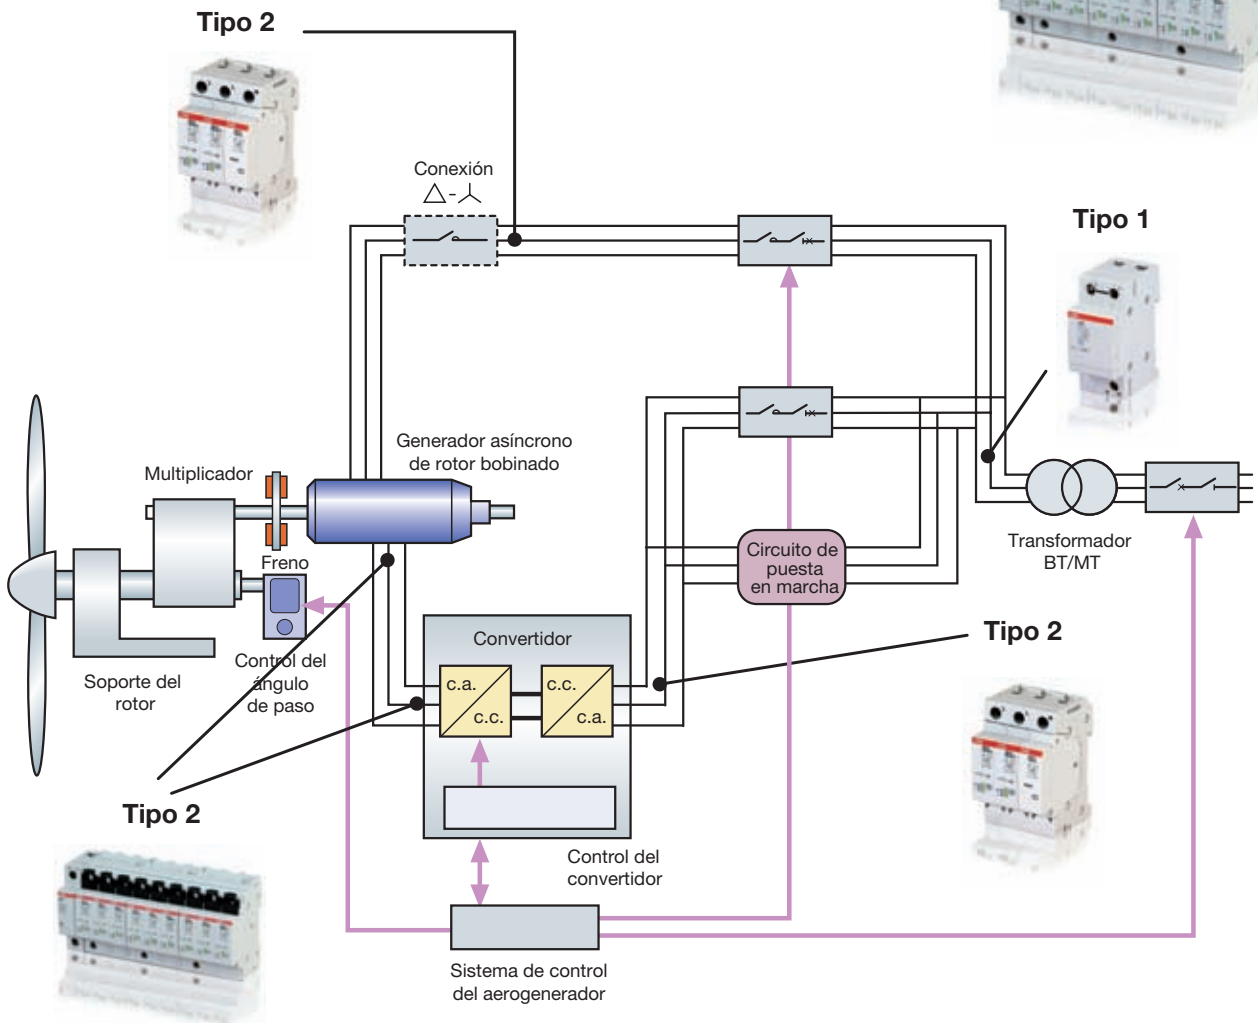 Tipo 2
Conexión
Tipo 1
Generador asíncrono
de rotor bobinado
Multiplicador
Freno
Circuito de
puesta
en marcha
Transformador
BT/MT
Tipo 2
Convertidor
Control del
ángulo
de paso
Soporte del
rotor
c.a.
c.c.
c.c.
c.a.
Tipo 2
Control del
convertidor
Sistema de control
del aerogenerador